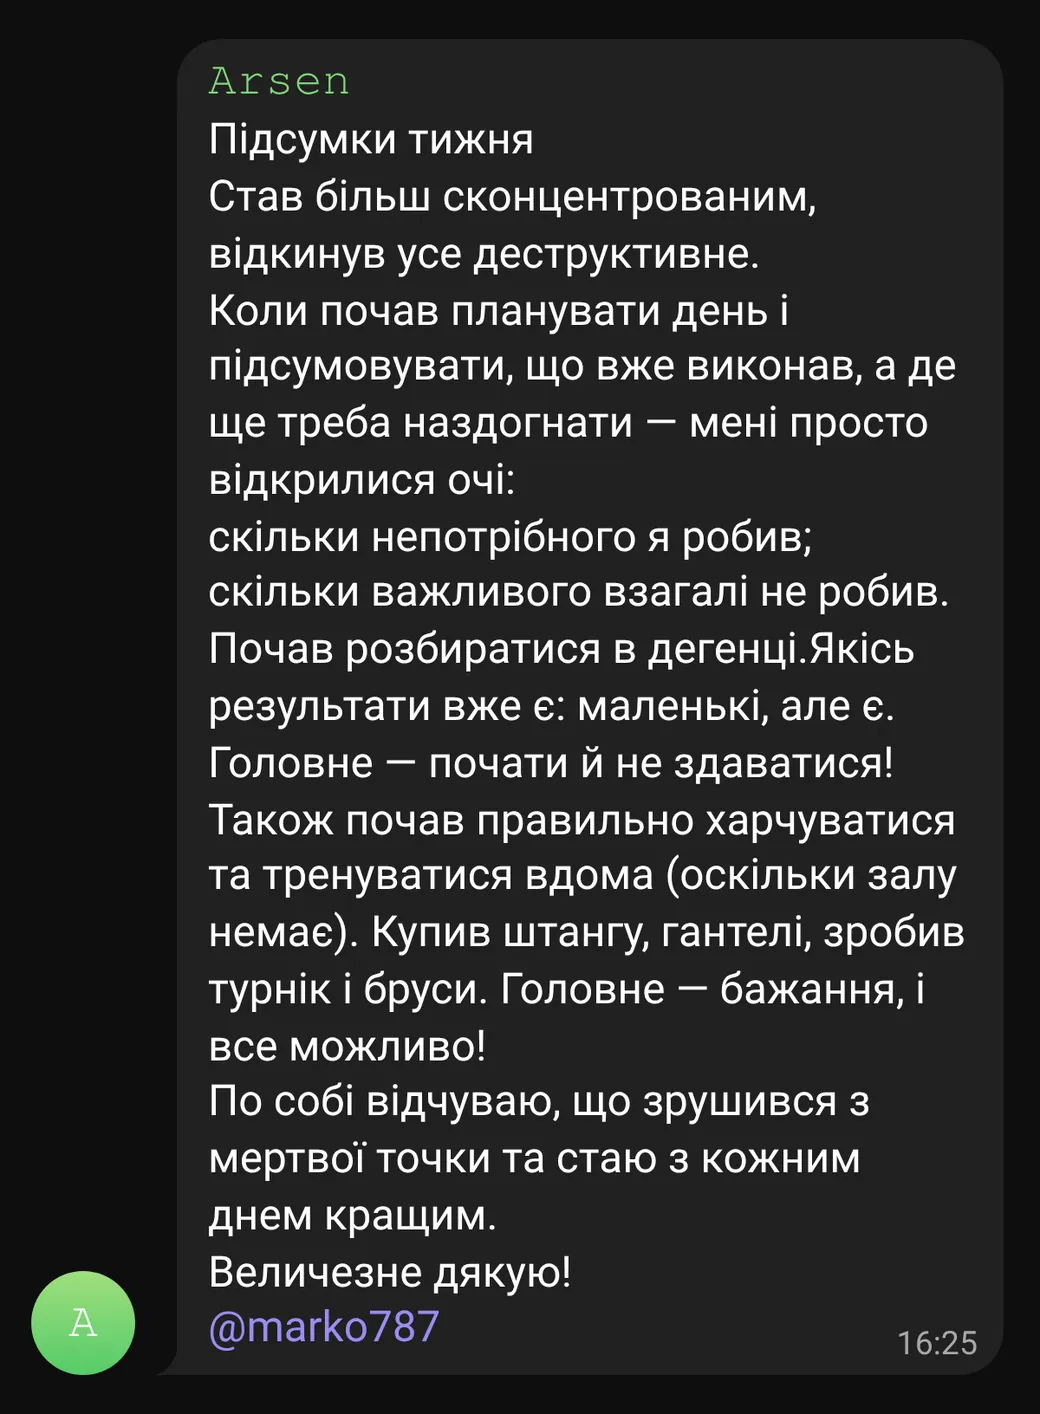 Arsen
Підсумки тижня
Став більш сконцентрованим,
відкинув усе деструктивне.
Коли почав планувати день і
підсумовувати, що вже виконав, а де
ще треба наздогнати — мені просто
відкрилися очі:
скільки непотрібного я робив;
скільки важливого взагалі не робив.
Почав розбиратися в дегенці.Якісь
результати вже є: маленькі, але є.
Головне — почати й не здаватися!
Також почав правильно харчуватися
та тренуватися вдома (оскільки залу
немає). Купив штангу, гантелі, зробив
турнік і бруси. Головне — бажання, і
все можливо!
По собі відчуваю, що зрушився з
мертвої точки та стаю з кожним
днем кращим.
Величезне дякую!
@marko787
16:25
A